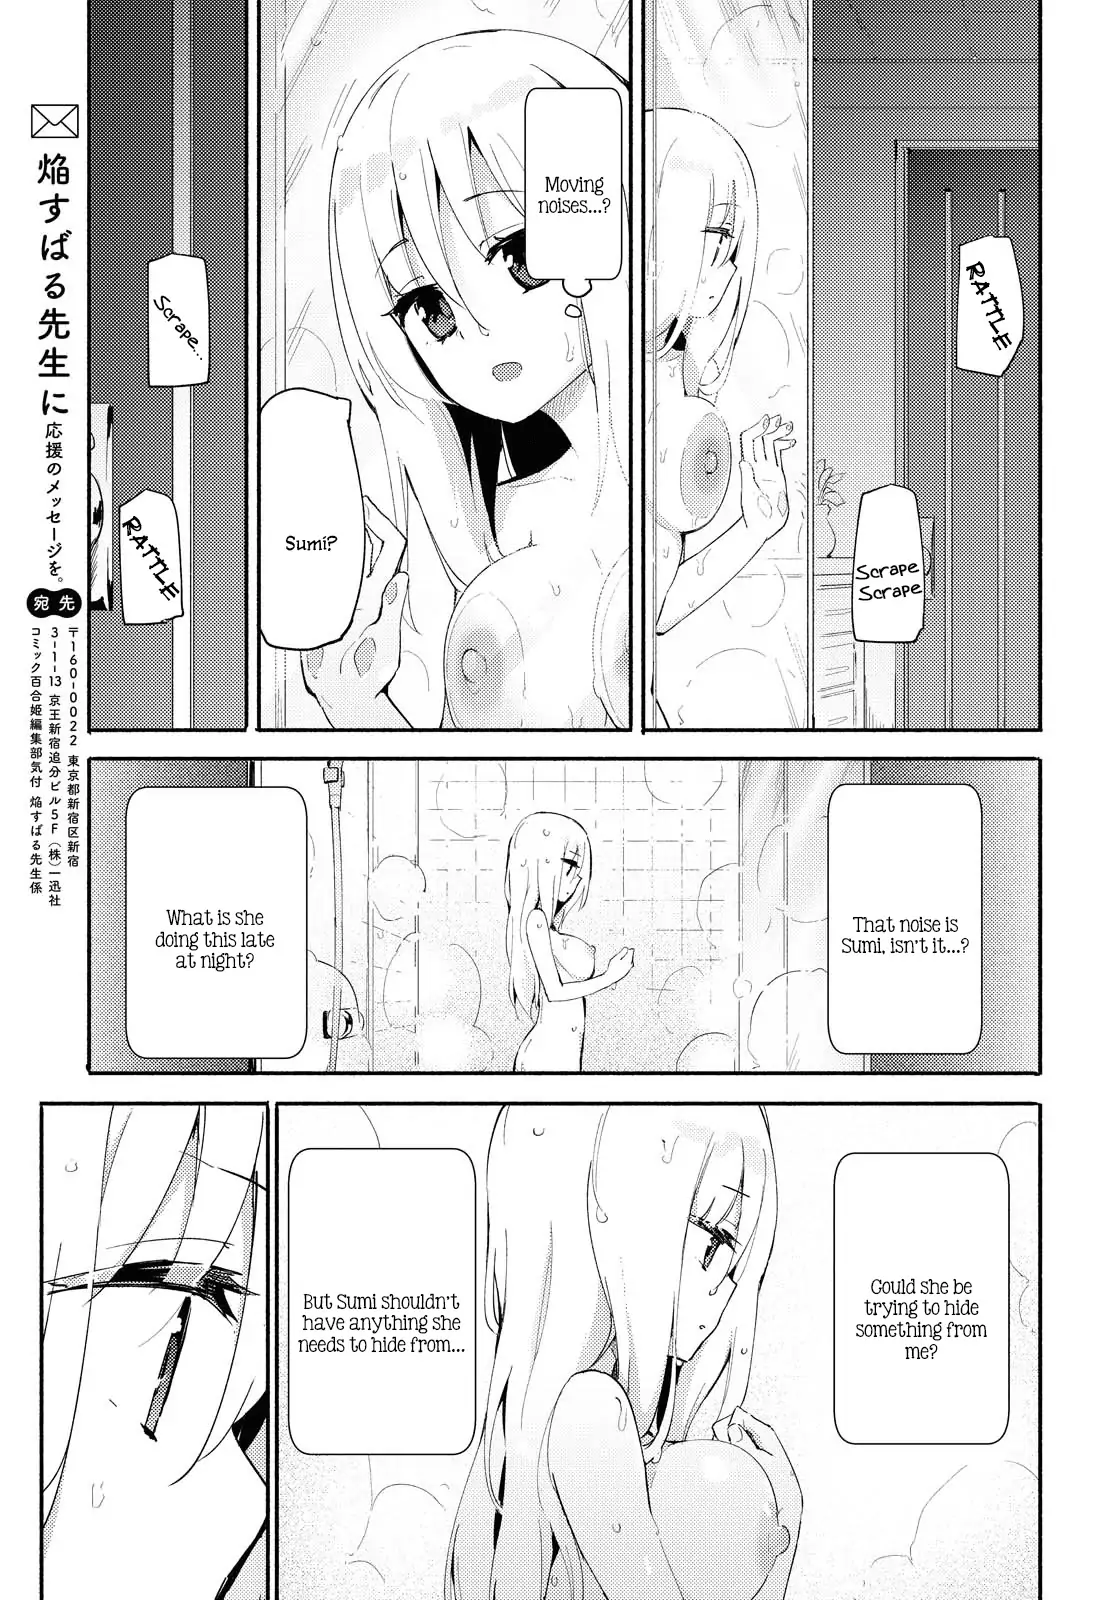 RATTLE
Scrape
Scrape
Moving
noises...?
Sumi?
Scrape...
RATTLE
That noise is
Sumi, isn't it...?
What is she
doing this late
at night?
Could she be
trying to hide
something from
me?
But Sumi shouldn't
have anything she
needs to hide from...
焔すばる先生に応援のメッセージを。
宛先
〒160-0022 東京都新宿区新宿
3-1-13 京王新宿追分ビル5F (株)一迅社
コミック百合姫編集部気付 焔すばる先生係